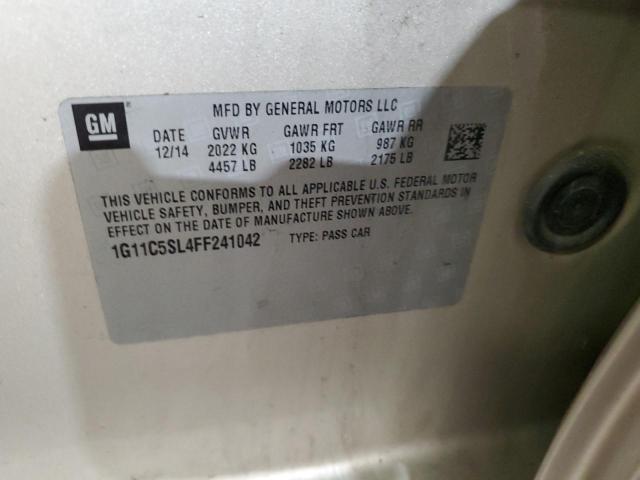 GM
MFD BY GENERAL MOTORS LLC
DATE GVWR GAWR FRT GAWR RR
12/14 2022 KG 1035 KG 987 KG
4457 LB 2282 LB 2175 LB
THIS VEHICLE CONFORMS TO ALL APPLICABLE U.S. FEDERAL MOTOR
VEHICLE SAFETY, BUMPER, AND THEFT PREVENTION STANDARDS IN
EFFECT ON THE DATE OF MANUFACTURE SHOWN ABOVE.
1G11C5SL4FF241042 TYPE: PASS CAR